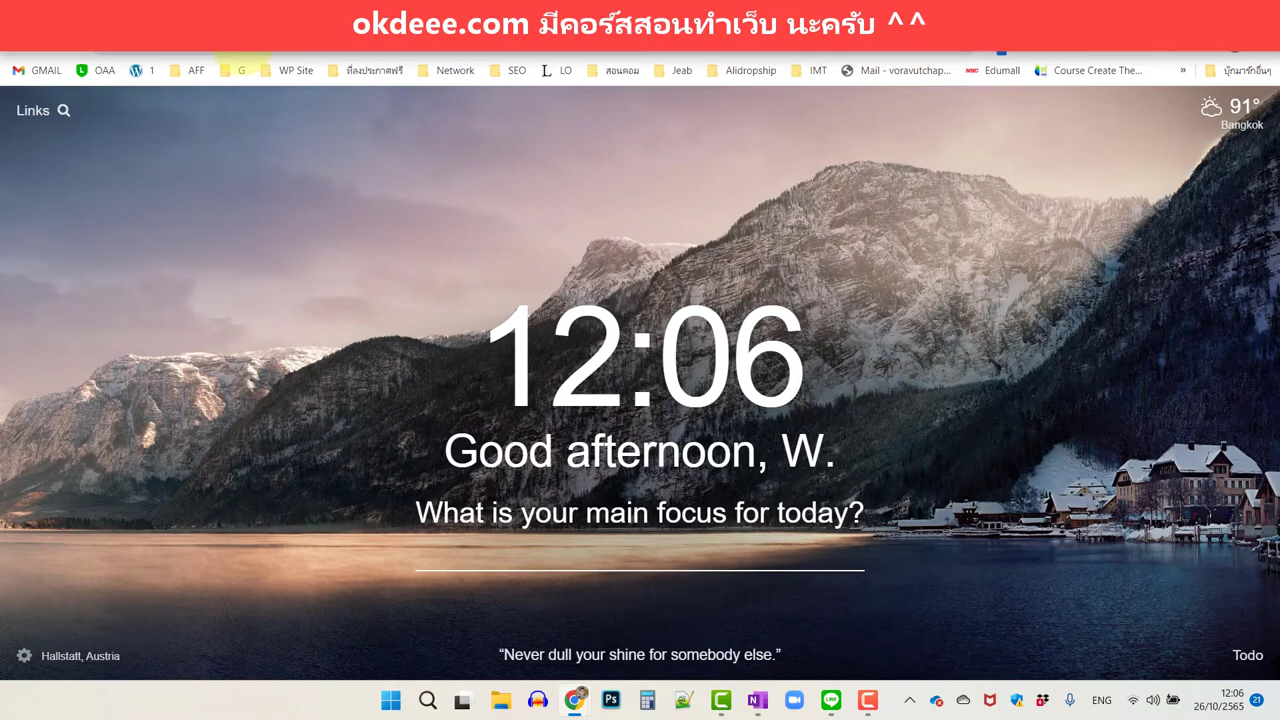 okdeee.com มีคอร์สสอนทำเว็บ นะครับ ^^
GMAIL OAA 1 AFF G WP Site ที่ลงประกาศฟรี Network SEO LO สอนคอม Jeab Alidropship IMT Mail - voravutchap... Edumall Course Create The... » บุ๊กมาร์กอื่นๆ
Links
91°
Bangkok
12:06
Good afternoon, W.
What is your main focus for today?
Hallstatt, Austria
“Never dull your shine for somebody else.”
Todo
ENG
12:06
26/10/2565
21